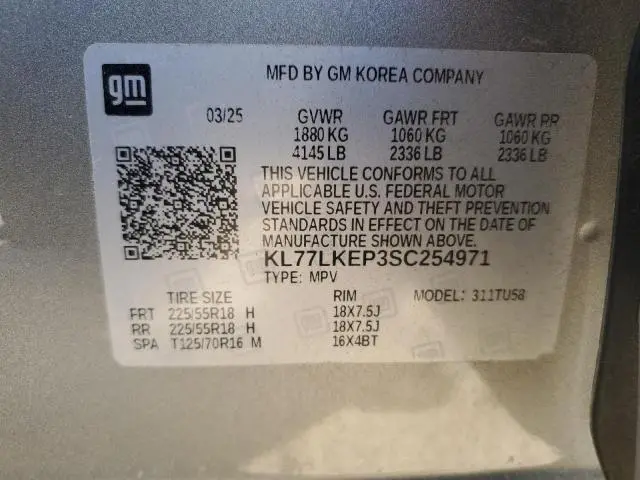 gm
MFD BY GM KOREA COMPANY
03/25 GVWR GAWR FRT GAWR RR
1880 KG 1060 KG 1060 KG
4145 LB 2336 LB 2336 LB
THIS VEHICLE CONFORMS TO ALL
APPLICABLE U.S. FEDERAL MOTOR
VEHICLE SAFETY AND THEFT PREVENTION
STANDARDS IN EFFECT ON THE DATE OF
MANUFACTURE SHOWN ABOVE.
KL77LKEP3SC254971
TYPE: MPV
TIRE SIZE RIM MODEL: 311TU58
FRT 225/55R18 H 18X7.5J
RR 225/55R18 H 18X7.5J
SPA T125/70R16 M 16X4BT